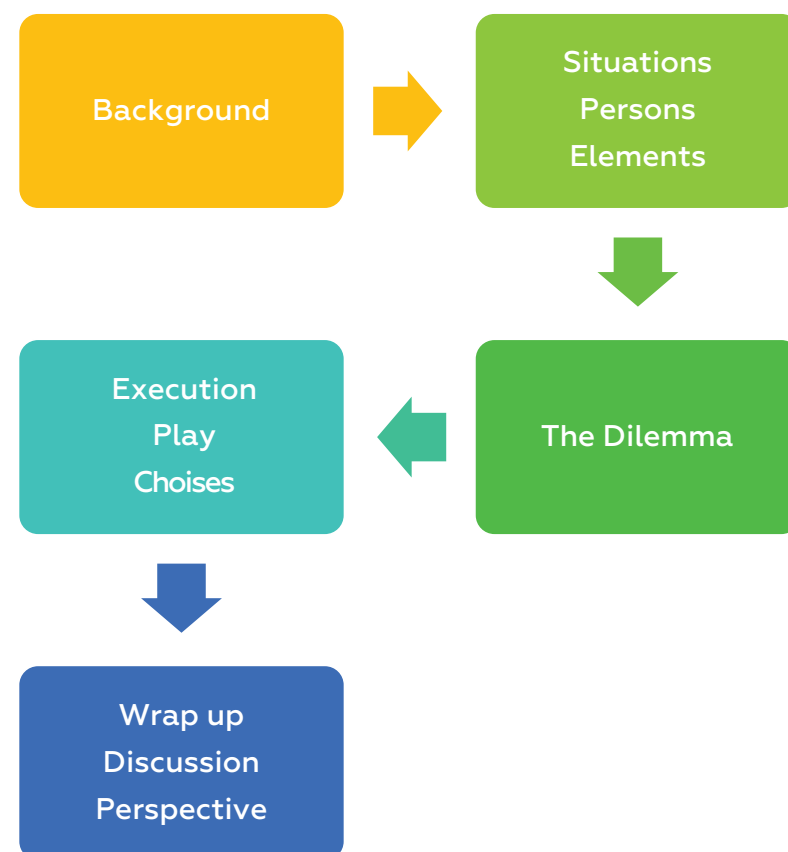 Background
Situations
Persons
Elements
The Dilemma
Execution
Play
Choises
Wrap up
Discussion
Perspective